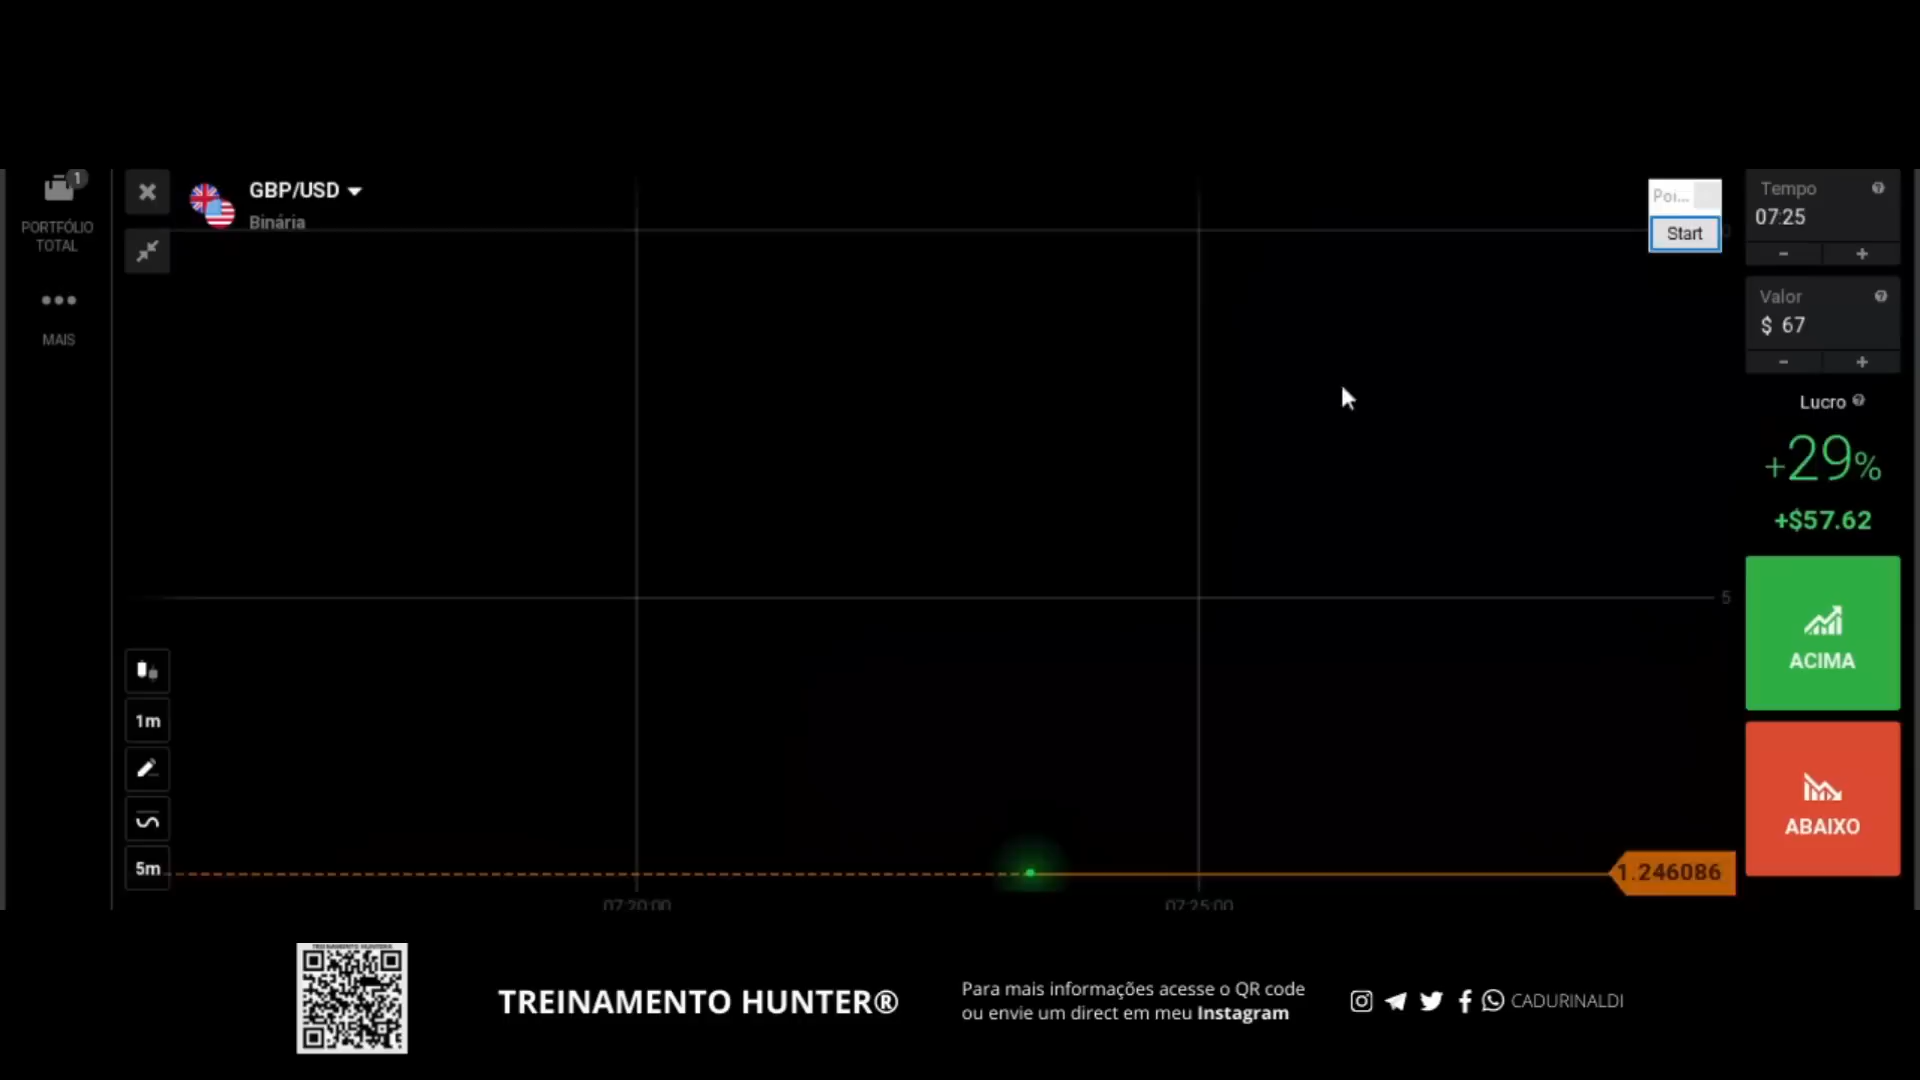 1
PORTFÓLIO
TOTAL
MAIS
GBP/USD
Binária
Poi...
Start
Tempo
07:25
-
+
Valor
$ 67
-
+
Lucro
+29%
+$57.62
ACIMA
ABAIXO
5
1m
5m
1.246086
07:20:00
07:25:00
TREINAMENTO HUNTER®
Para mais informações acesse o QR code
ou envie um direct em meu Instagram
CADURINALDI